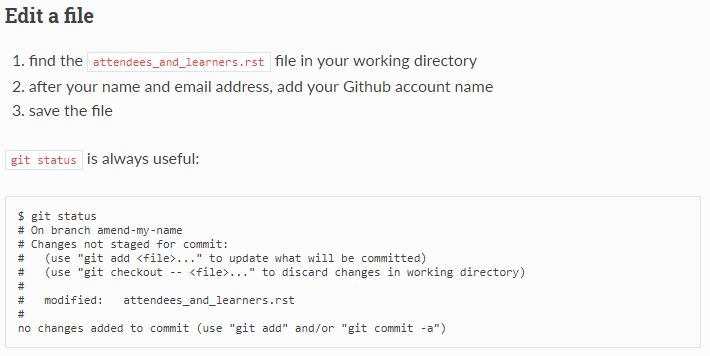 Edit a file
1. find the attendees_and_learners.rst file in your working directory
2. after your name and email address, add your Github account name
3. save the file
git status is always useful:
$ git status
# On branch amend-my-name
# Changes not staged for commit:
#   (use "git add <file>..." to update what will be committed)
#   (use "git checkout -- <file>..." to discard changes in working directory)
#
#   modified:   attendees_and_learners.rst
#
no changes added to commit (use "git add" and/or "git commit -a")